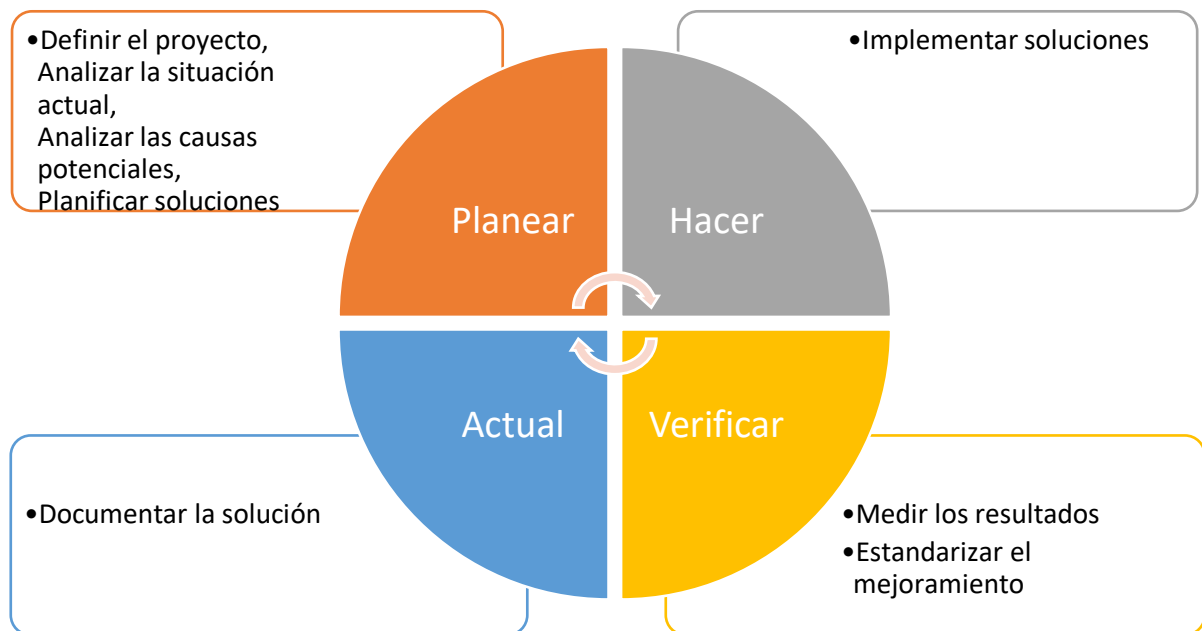 •Definir el proyecto,
Analizar la situación
actual,
Analizar las causas
potenciales,
Planificar soluciones
•Implementar soluciones
Planear
Hacer
Actual
Verificar
•Documentar la solución
•Medir los resultados
•Estandarizar el
mejoramiento